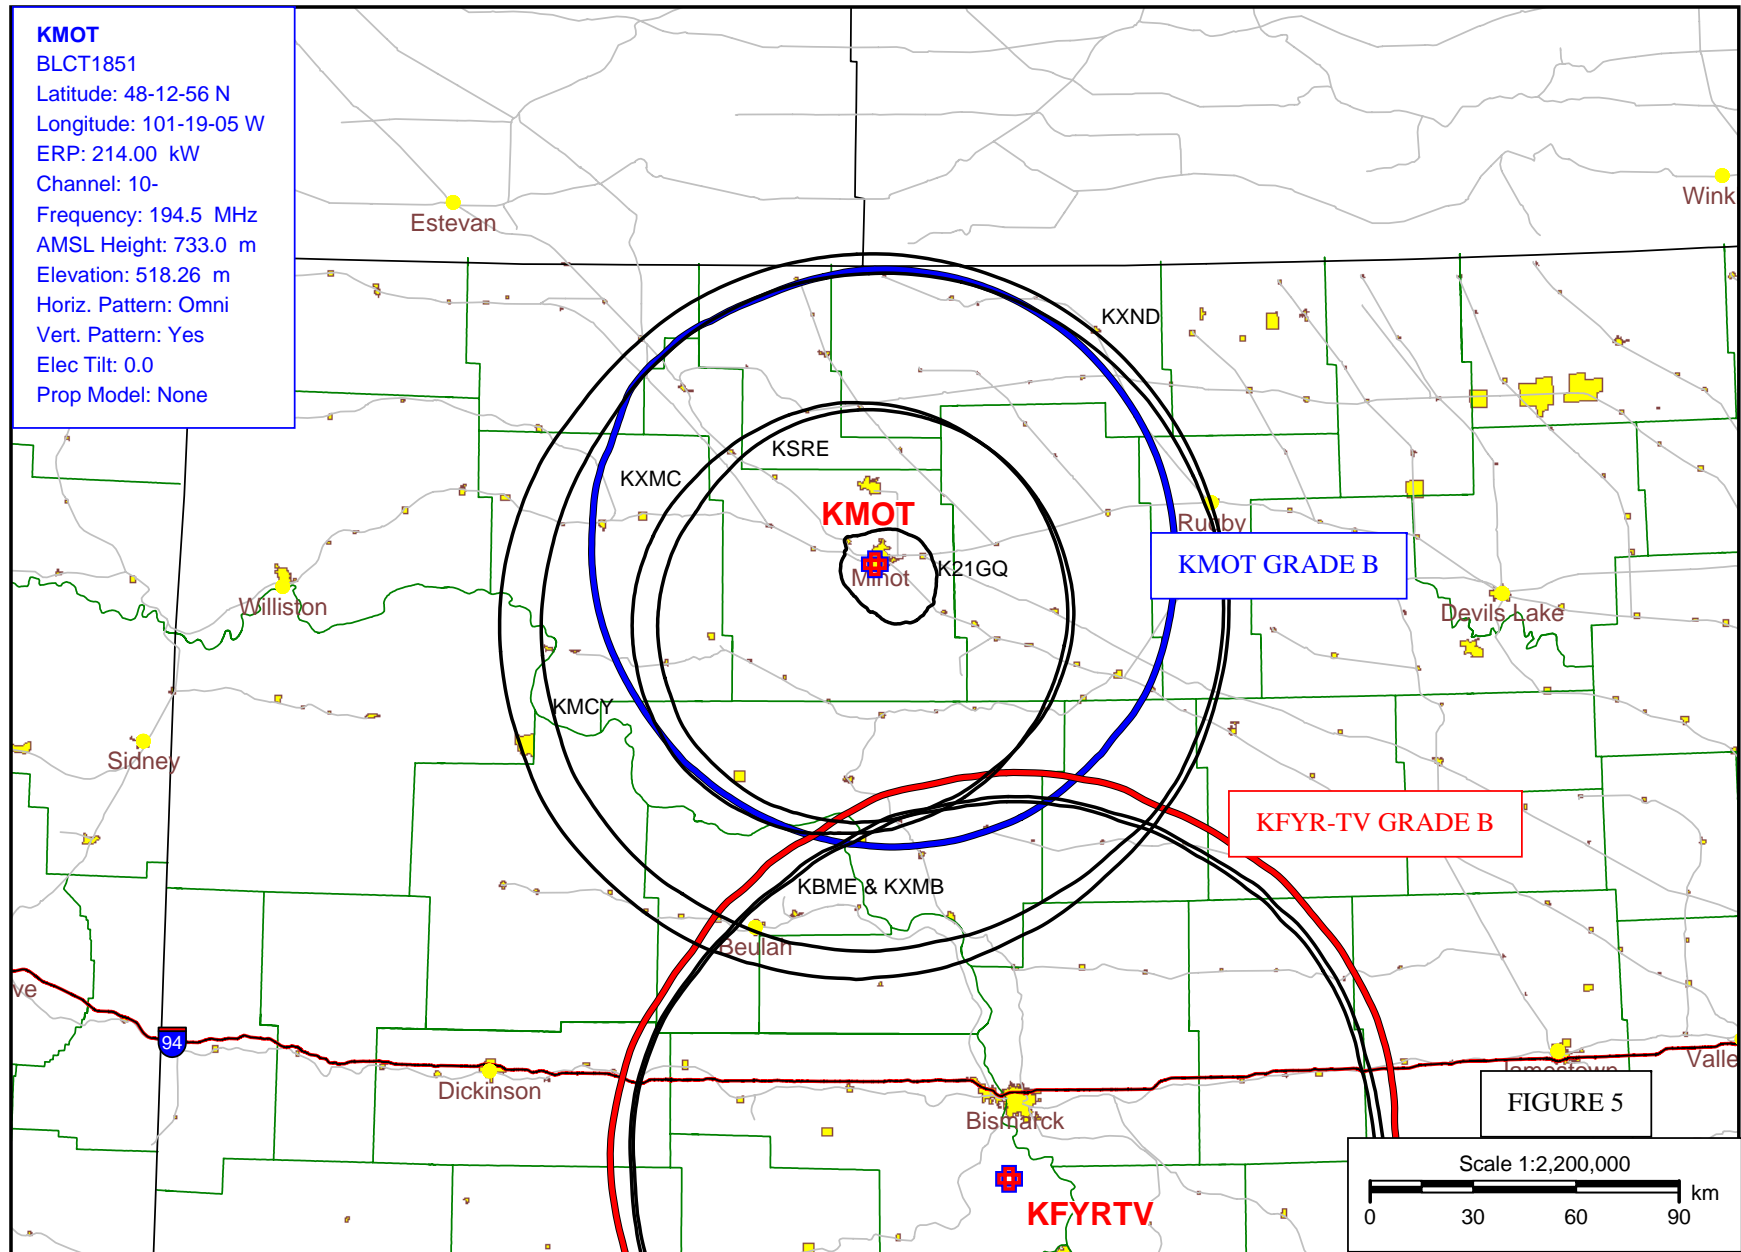 KMOT
BLCT1851
Latitude: 48-12-56 N
Longitude: 101-19-05 W
ERP: 214.00 kW
Channel: 10-
Frequency: 194.5 MHz
AMSL Height: 733.0 m
Elevation: 518.26 m
Horiz. Pattern: Omni
Vert. Pattern: Yes
Elec Tilt: 0.0
Prop Model: None
Wink
Estevan
KXND
KSRE
KXMC
KMOT
Rugby
KMOT GRADE B
Minot
K21GQ
Williston
Devils Lake
KMCY
Sidney
KFYR-TV GRADE B
KBME & KXMB
Beulah
ve
94
Dickinson
Jamestown
Valle
Bismarck
FIGURE 5
KFYRTV
Scale 1:2,200,000
km
0 30 60 90